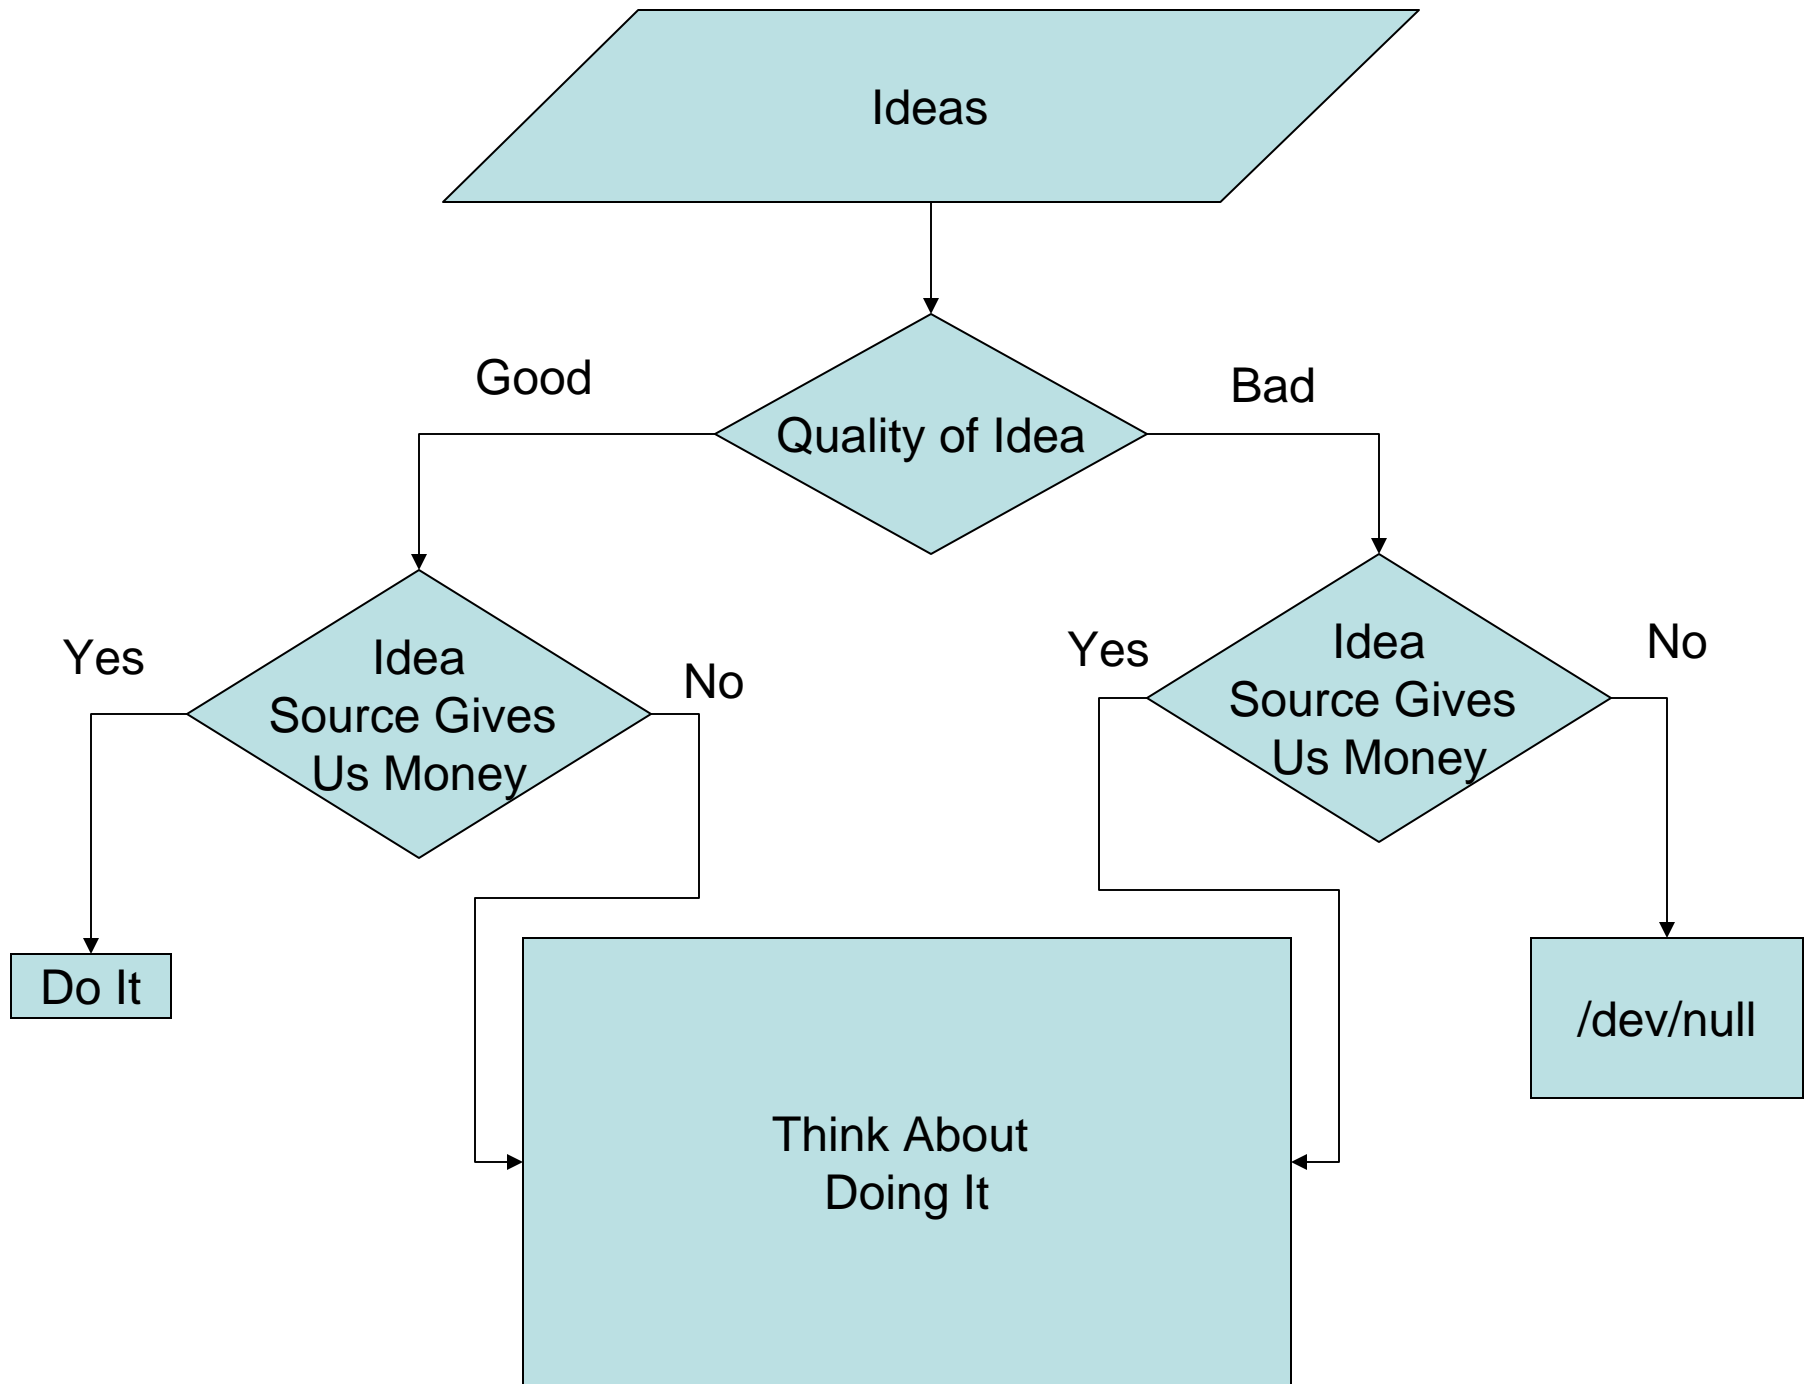 Ideas
Good
Bad
Quality of Idea
Yes
Idea
Source Gives
Us Money
No
Yes
Idea
Source Gives
Us Money
No
Do It
/dev/null
Think About
Doing It